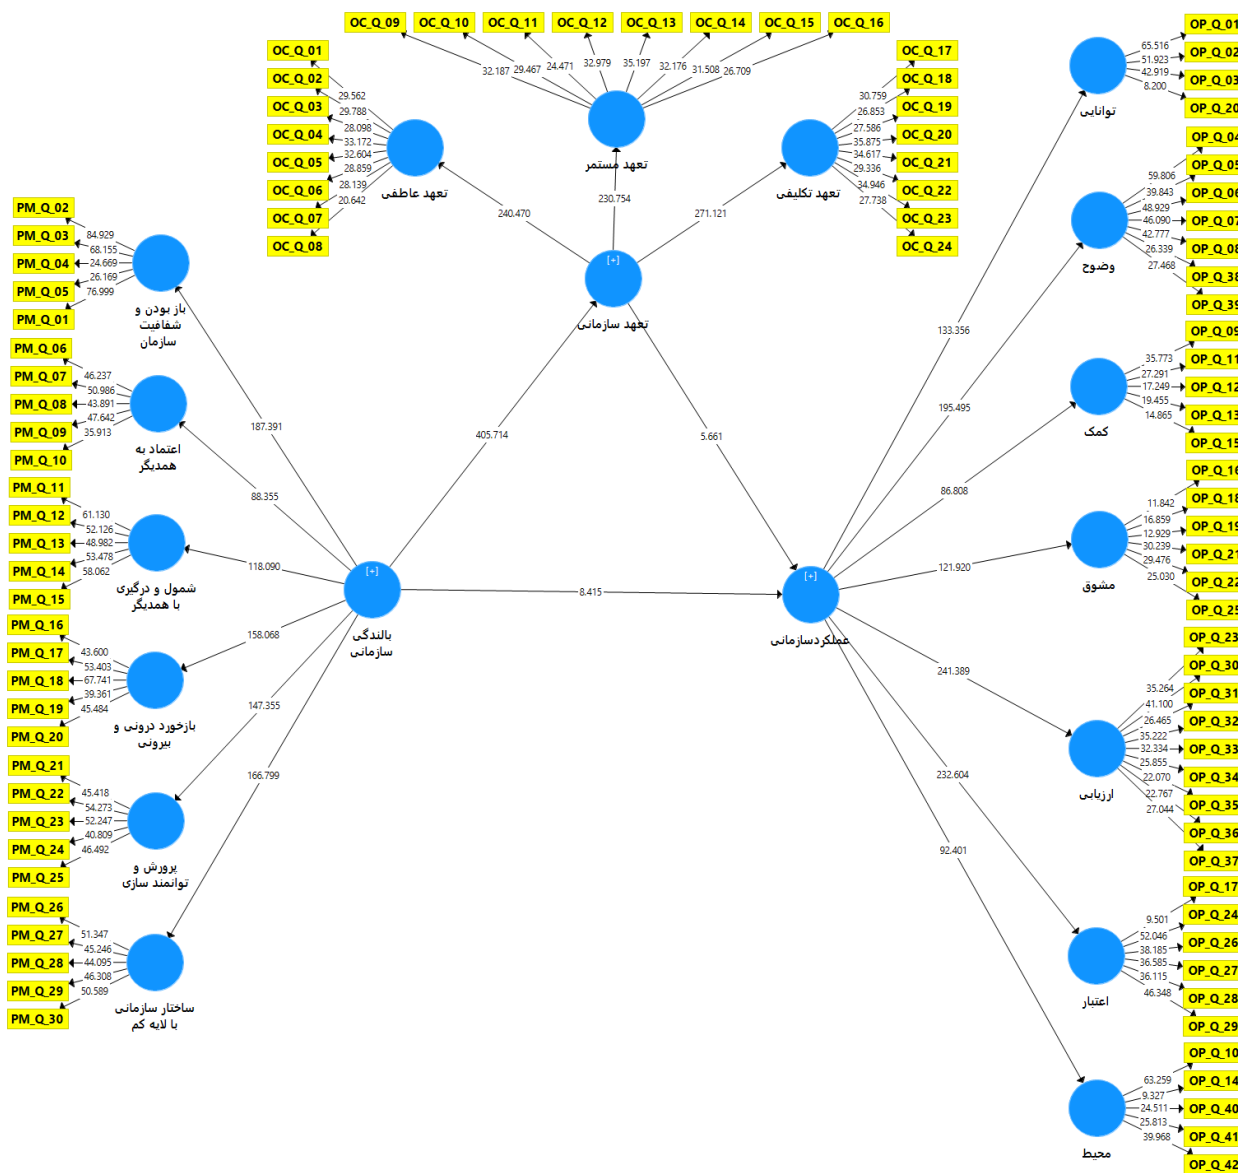 OC_Q_09
OC_Q_10
OC_Q_11
OC_Q_12
OC_Q_13
OC_Q_14
OC_Q_15
OC_Q_16
32.187
29.467
24.471
32.979
35.197
32.176
31.508
26.709
تعهد مستمر
OC_Q_01
OC_Q_02
OC_Q_03
OC_Q_04
OC_Q_05
OC_Q_06
OC_Q_07
OC_Q_08
29.562
29.788
28.098
33.172
32.604
28.859
28.139
20.642
تعهد عاطفی
OC_Q_17
OC_Q_18
OC_Q_19
OC_Q_20
OC_Q_21
OC_Q_22
OC_Q_23
OC_Q_24
30.759
26.853
27.586
35.875
34.617
29.336
34.946
27.738
تعهد تکلیفی
240.470
230.754
271.121
[+]
تعهد سازمانی
405.714
5.661
8.415
[+]
بالندگی
سازمانی
[+]
عملکردسازمانی
PM_Q_02
PM_Q_03
PM_Q_04
PM_Q_05
PM_Q_01
84.929
68.155
24.669
26.169
76.999
باز بودن و
شفافیت
سازمان
187.391
PM_Q_06
PM_Q_07
PM_Q_08
PM_Q_09
PM_Q_10
46.237
50.986
43.891
47.642
35.913
اعتماد به
همدیگر
88.355
PM_Q_11
PM_Q_12
PM_Q_13
PM_Q_14
PM_Q_15
61.130
52.126
48.982
53.478
58.062
شمول و درگیری
با همدیگر
118.090
PM_Q_16
PM_Q_17
PM_Q_18
PM_Q_19
PM_Q_20
43.600
53.403
67.741
39.361
45.484
بازخورد درونی و
بیرونی
158.068
PM_Q_21
PM_Q_22
PM_Q_23
PM_Q_24
PM_Q_25
45.418
54.273
52.247
40.809
46.492
پرورش و
توانمند سازی
147.355
PM_Q_26
PM_Q_27
PM_Q_28
PM_Q_29
PM_Q_30
51.347
45.246
44.095
46.308
50.589
ساختار سازمانی
با لایه کم
166.799
OP_Q_01
OP_Q_02
OP_Q_03
OP_Q_20
65.516
51.923
42.919
8.200
توانایی
133.356
OP_Q_04
OP_Q_05
OP_Q_06
OP_Q_07
OP_Q_08
OP_Q_38
OP_Q_39
59.806
39.843
48.929
46.090
42.777
26.339
27.468
وضوح
195.495
OP_Q_09
OP_Q_11
OP_Q_12
OP_Q_13
OP_Q_15
35.773
27.291
17.249
19.455
14.865
کمک
86.808
OP_Q_16
OP_Q_18
OP_Q_19
OP_Q_21
OP_Q_22
OP_Q_25
11.842
16.859
12.929
30.239
29.476
25.030
مشوق
121.920
OP_Q_23
OP_Q_30
OP_Q_31
OP_Q_32
OP_Q_33
OP_Q_34
OP_Q_35
OP_Q_36
OP_Q_37
35.264
41.100
26.465
35.222
32.334
25.855
22.070
22.767
27.044
ارزیابی
241.389
OP_Q_17
OP_Q_24
OP_Q_26
OP_Q_27
OP_Q_28
OP_Q_29
9.501
52.046
38.185
36.585
36.115
46.348
اعتبار
232.604
OP_Q_10
OP_Q_14
OP_Q_40
OP_Q_41
OP_Q_42
63.259
9.327
24.511
25.813
39.968
محیط
92.401